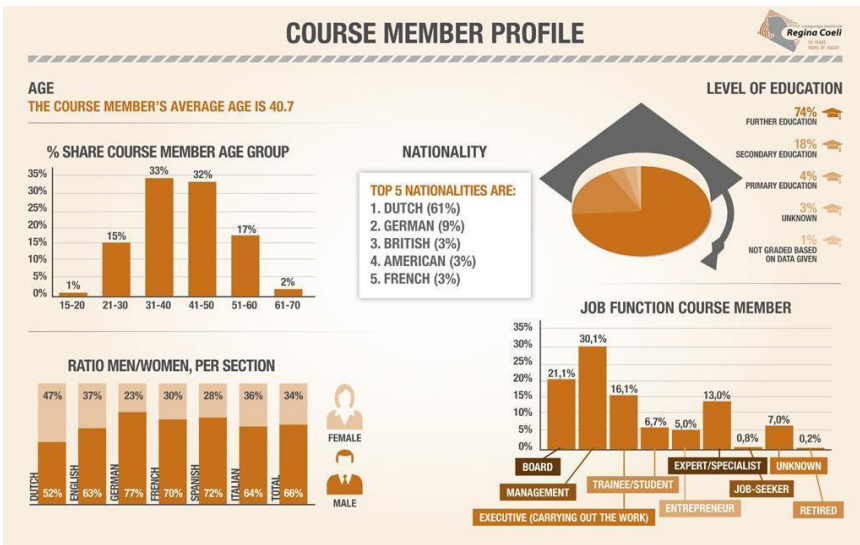 COURSE MEMBER PROFILE
Language Institute
Regina Coeli
AGE
THE COURSE MEMBER'S AVERAGE AGE IS 40.7
% SHARE COURSE MEMBER AGE GROUP
35%
30%
25%
20%
15%
10%
5%
0%
1%
15%
33%
32%
17%
2%
15-20
21-30
31-40
41-50
51-60
61-70
NATIONALITY
TOP 5 NATIONALITIES ARE:
1. DUTCH (61%)
2. GERMAN (9%)
3. BRITISH (3%)
4. AMERICAN (3%)
5. FRENCH (3%)
LEVEL OF EDUCATION
74%
FURTHER EDUCATION
18%
SECONDARY EDUCATION
4%
PRIMARY EDUCATION
3%
UNKNOWN
1%
NOT GRADED BASED
ON DATA GIVEN
RATIO MEN/WOMEN, PER SECTION
47%
37%
23%
30%
28%
36%
34%
DUTCH
ENGLISH
GERMAN
FRENCH
SPANISH
ITALIAN
TOTAL
52%
63%
77%
70%
72%
64%
66%
FEMALE
MALE
JOB FUNCTION COURSE MEMBER
35%
30%
25%
20%
15%
10%
5%
0%
21,1%
30,1%
16,1%
6,7%
5,0%
13,0%
0,8%
7,0%
0,2%
BOARD
MANAGEMENT
EXECUTIVE (CARRYING OUT THE WORK)
TRAINEE/STUDENT
ENTREPRENEUR
EXPERT/SPECIALIST
JOB-SEEKER
UNKNOWN
RETIRED